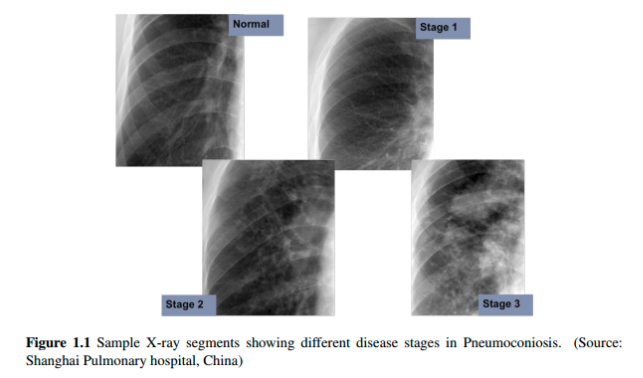 Normal
Stage 1
Stage 2
Stage 3
Figure 1.1 Sample X-ray segments showing different disease stages in Pneumoconiosis. (Source:
Shanghai Pulmonary hospital, China)